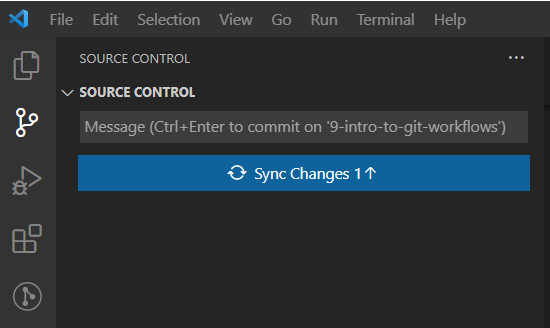 File Edit Selection View Go Run Terminal Help
SOURCE CONTROL ...
SOURCE CONTROL
Message (Ctrl+Enter to commit on '9-intro-to-git-workflows')
Sync Changes 1↑